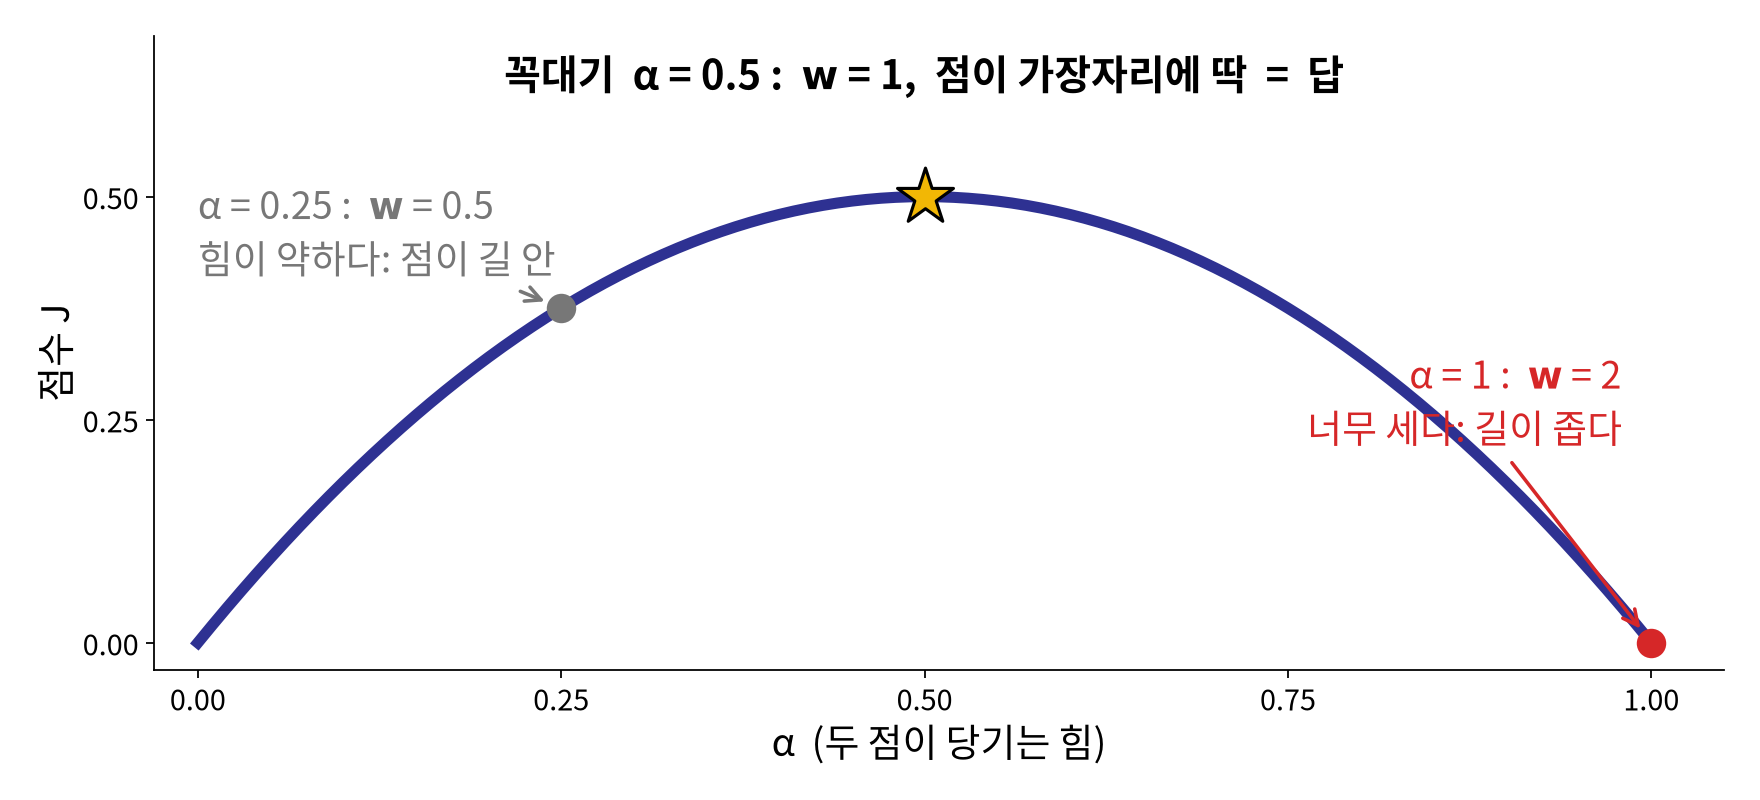 꼭대기 α = 0.5 : w = 1, 점이 가장자리에 딱 = 답
α = 0.25 : w = 0.5
힘이 약하다: 점이 길 안
α = 1 : w = 2
너무 세다: 길이 좁다
점수 J
0.50
0.25
0.00
0.00 0.25 0.50 0.75 1.00
α (두 점이 당기는 힘)